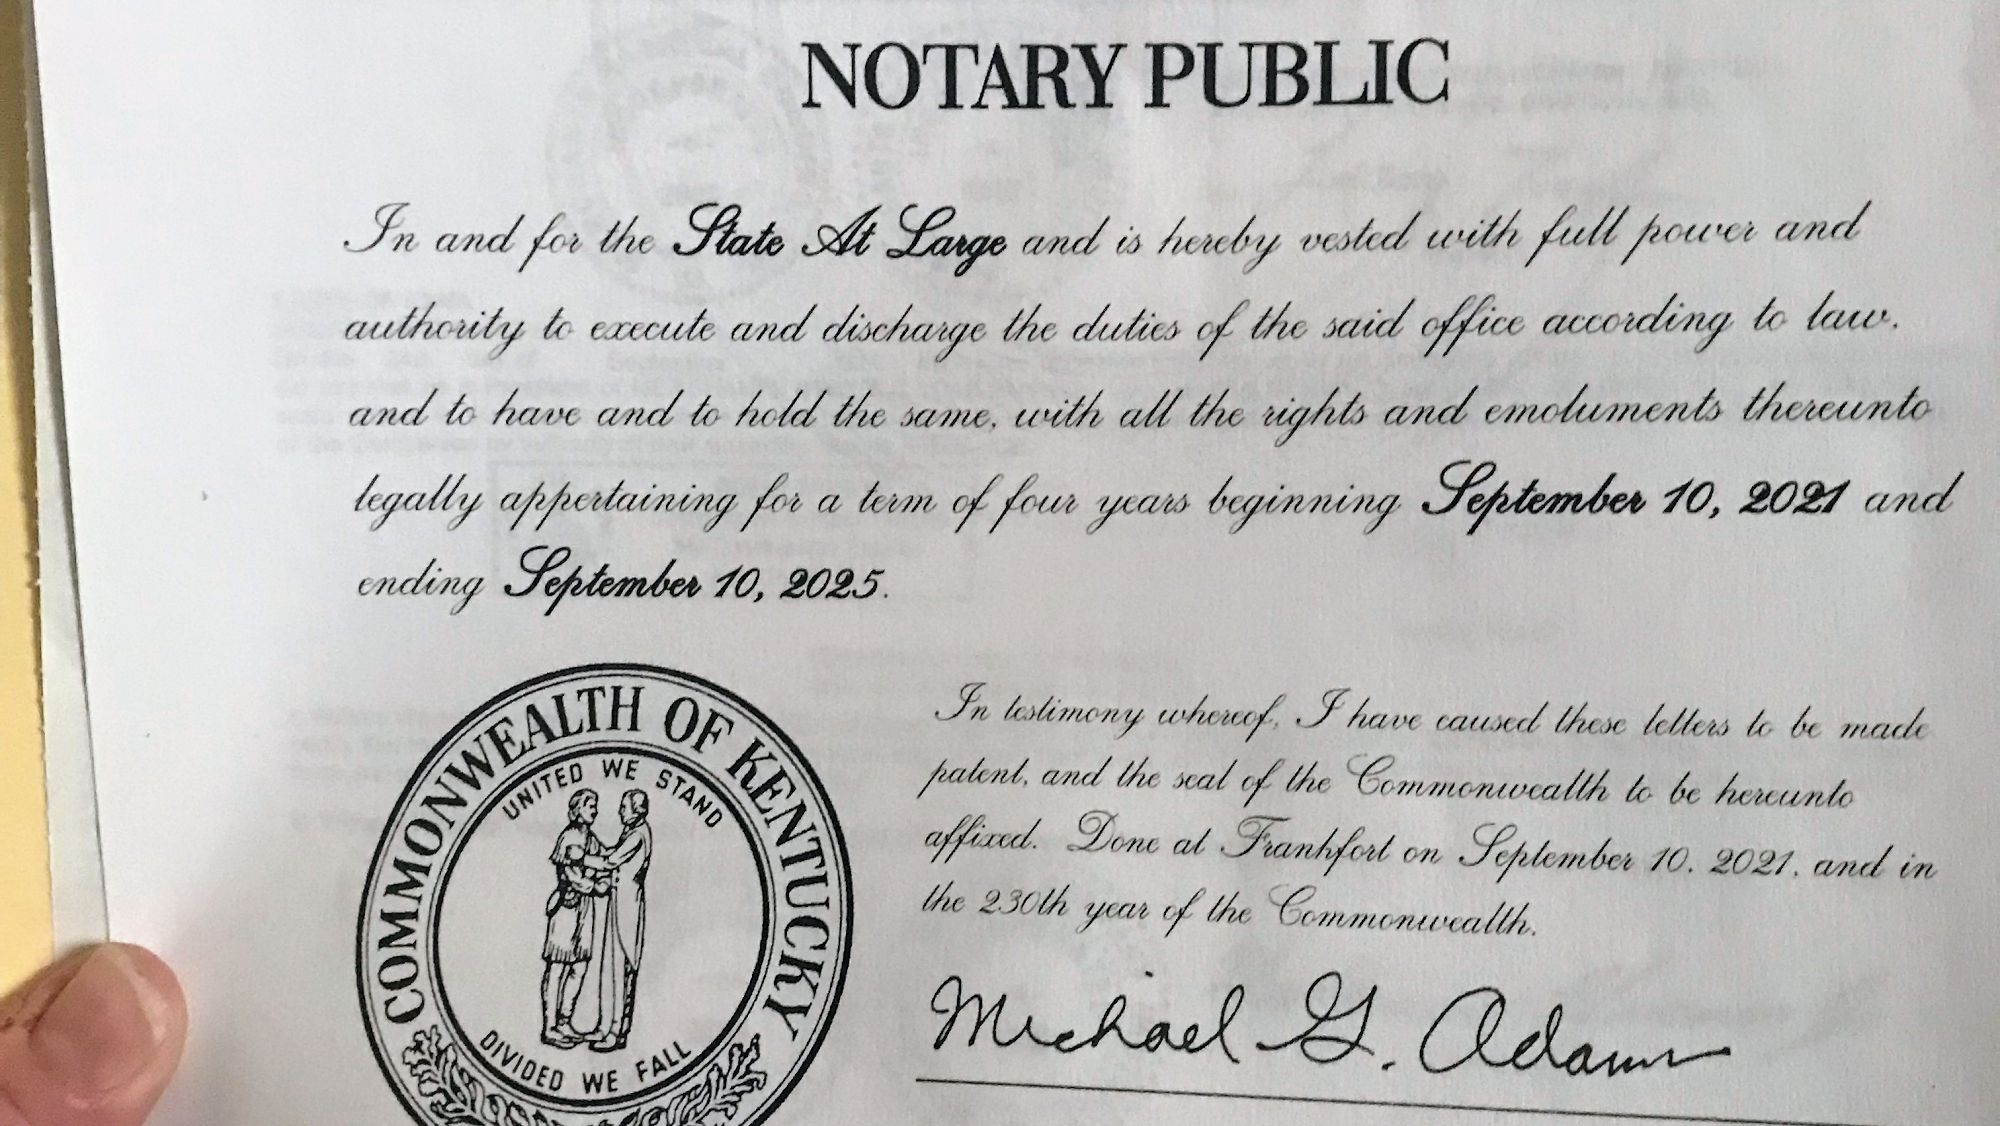 NOTARY PUBLIC
In and for the State At Large and is hereby vested with full power and
authority to execute and discharge the duties of the said office according to law,
and to have and to hold the same, with all the rights and emoluments thereunto
legally appertaining for a term of four years beginning September 10, 2021 and
ending September 10, 2025.
COMMONWEALTH OF KENTUCKY
UNITED WE STAND
DIVIDED WE FALL
In testimony whereof, I have caused these letters to be made
patent, and the seal of the Commonwealth to be hereunto
affixed. Done at Frankfort on September 10, 2021, and in
the 230th year of the Commonwealth.
Michael G. Adams